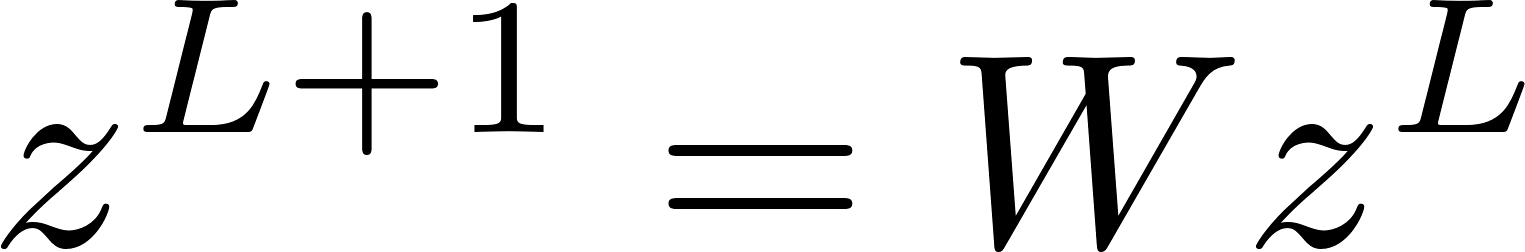 z^{L+1} = W z^L